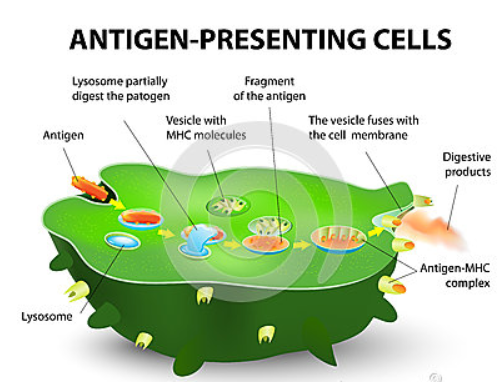 ANTIGEN-PRESENTING CELLS
Lysosome partially
digest the patogen
Fragment
of the antigen
Vesicle with
MHC molecules
The vesicle fuses with
the cell membrane
Antigen
Digestive
products
Antigen-MHC
complex
Lysosome